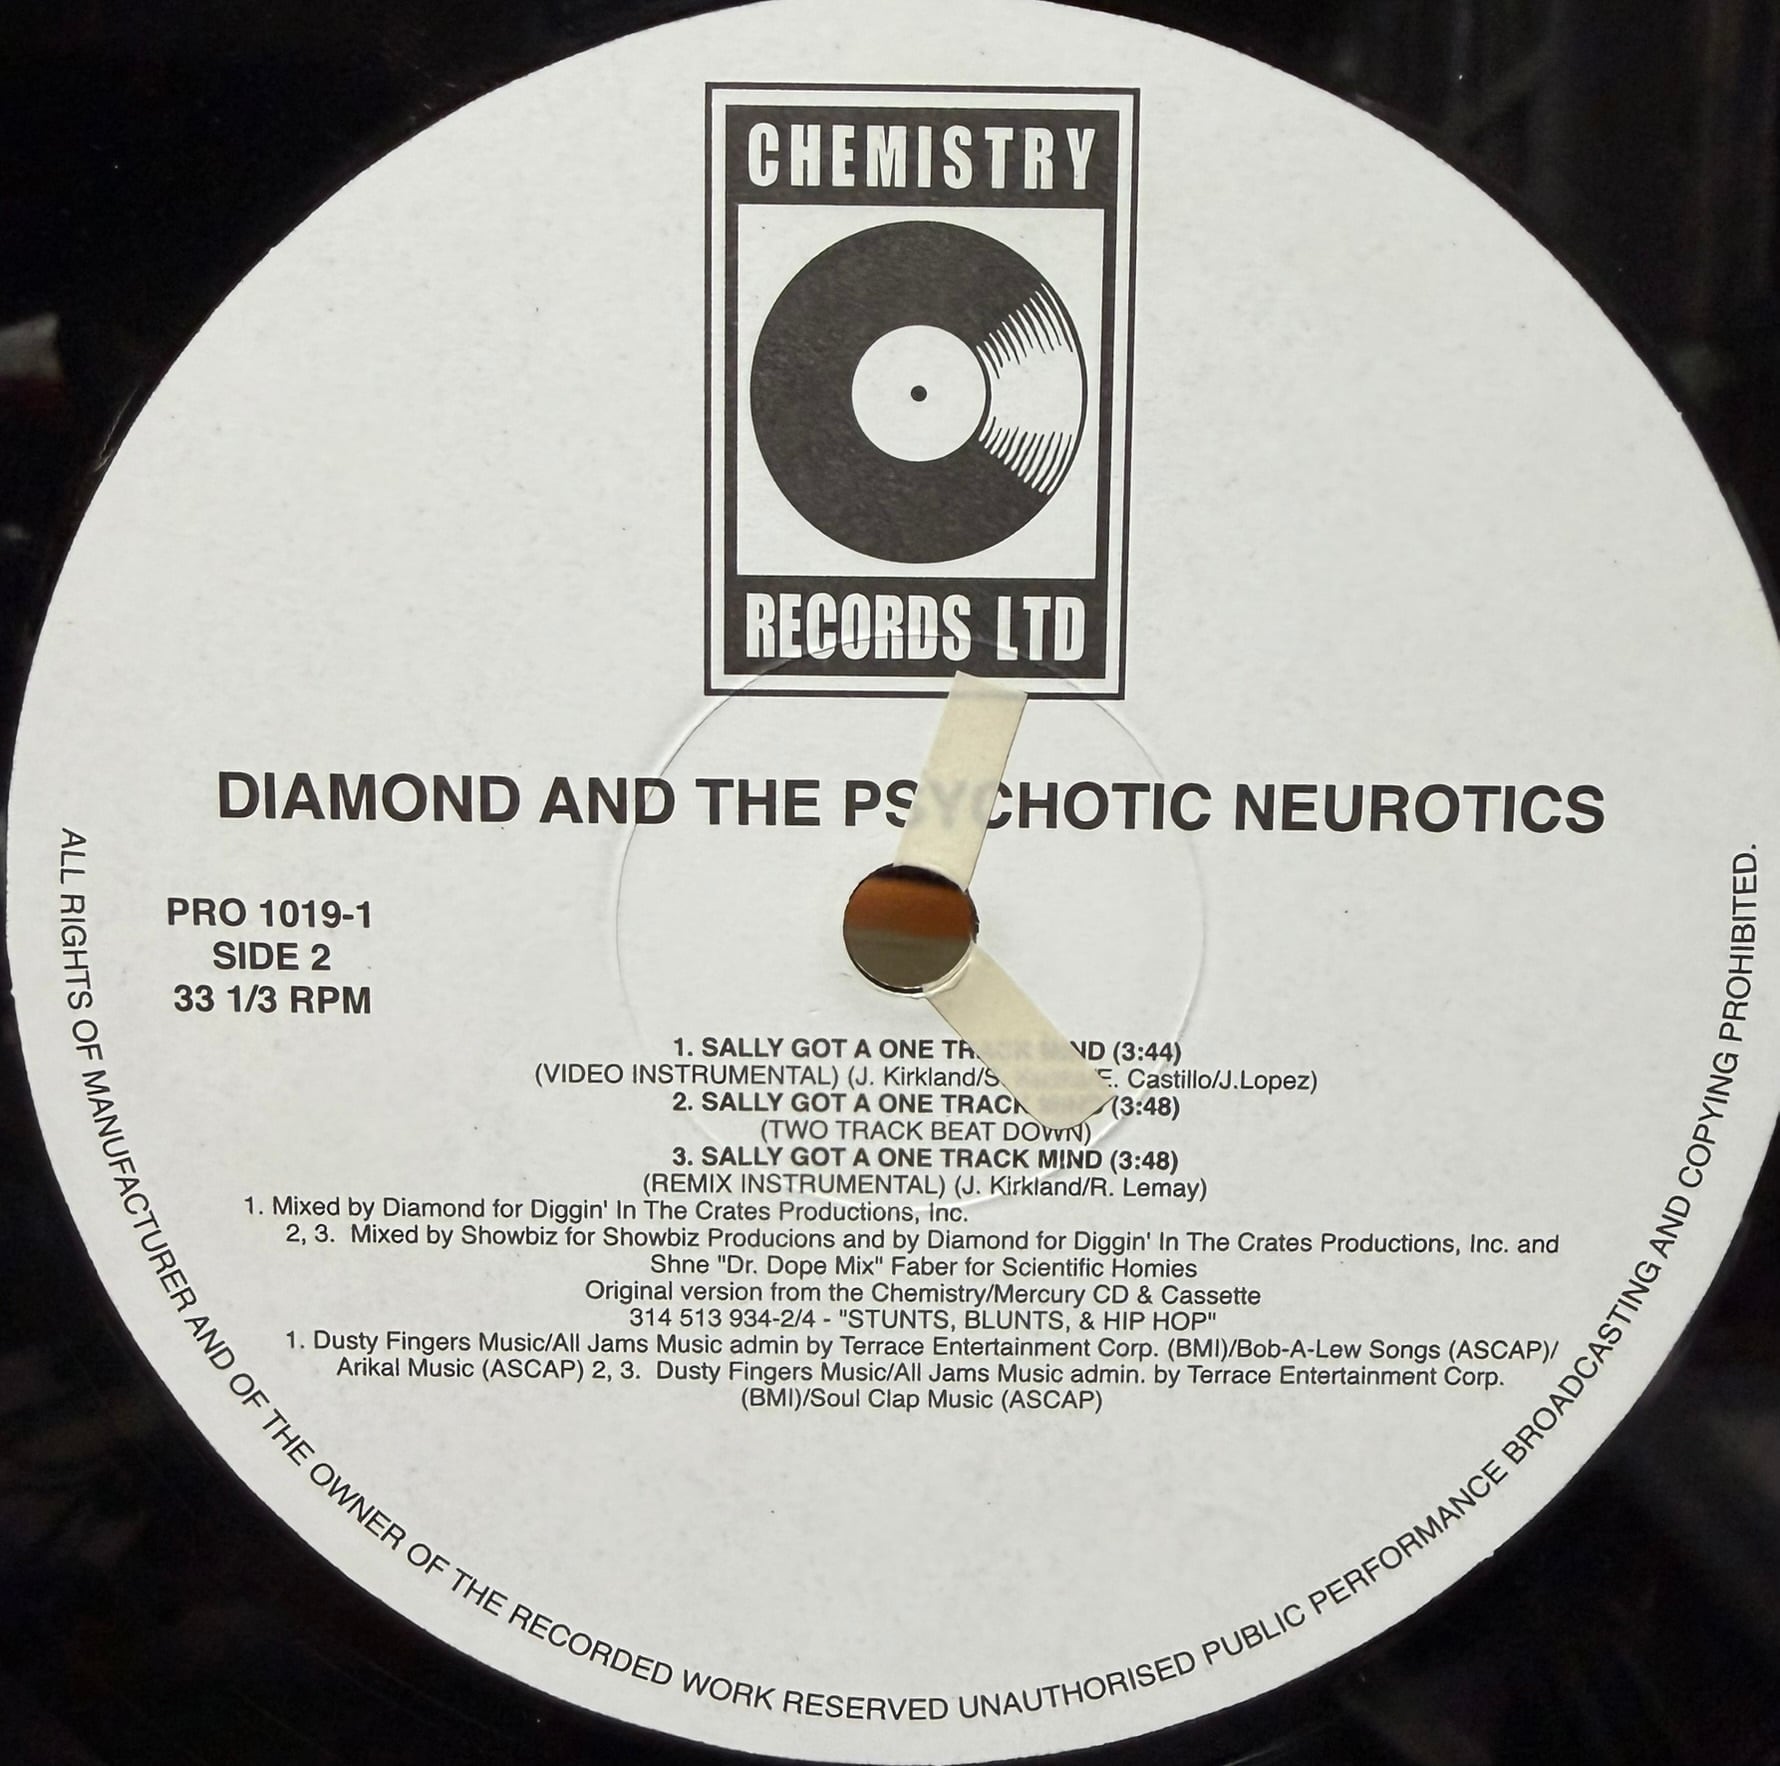 CHEMISTRY
RECORDS LTD
DIAMOND AND THE PSYCHOTIC NEUROTICS
PRO 1019-1
SIDE 2
33 1/3 RPM
1. SALLY GOT A ONE TRACK MIND (3:44)
(VIDEO INSTRUMENTAL) (J. Kirkland/S. /E. Castillo/J.Lopez)
2. SALLY GOT A ONE TRACK MIND (3:48)
(TWO TRACK BEAT DOWN)
3. SALLY GOT A ONE TRACK MIND (3:48)
(REMIX INSTRUMENTAL) (J. Kirkland/R. Lemay)
1. Mixed by Diamond for Diggin' In The Crates Productions, Inc.
2, 3. Mixed by Showbiz for Showbiz Producions and by Diamond for Diggin' In The Crates Productions, Inc. and
Shne "Dr. Dope Mix" Faber for Scientific Homies
Original version from the Chemistry/Mercury CD & Cassette
314 513 934-2/4 - "STUNTS, BLUNTS, & HIP HOP"
1. Dusty Fingers Music/All Jams Music admin by Terrace Entertainment Corp. (BMI)/Bob-A-Lew Songs (ASCAP)/
Arikal Music (ASCAP) 2, 3. Dusty Fingers Music/All Jams Music admin. by Terrace Entertainment Corp.
(BMI)/Soul Clap Music (ASCAP)
ALL RIGHTS OF MANUFACTURER AND OF THE OWNER OF THE RECORDED WORK RESERVED UNAUTHORISED PUBLIC PERFORMANCE BROADCASTING AND COPYING PROHIBITED.